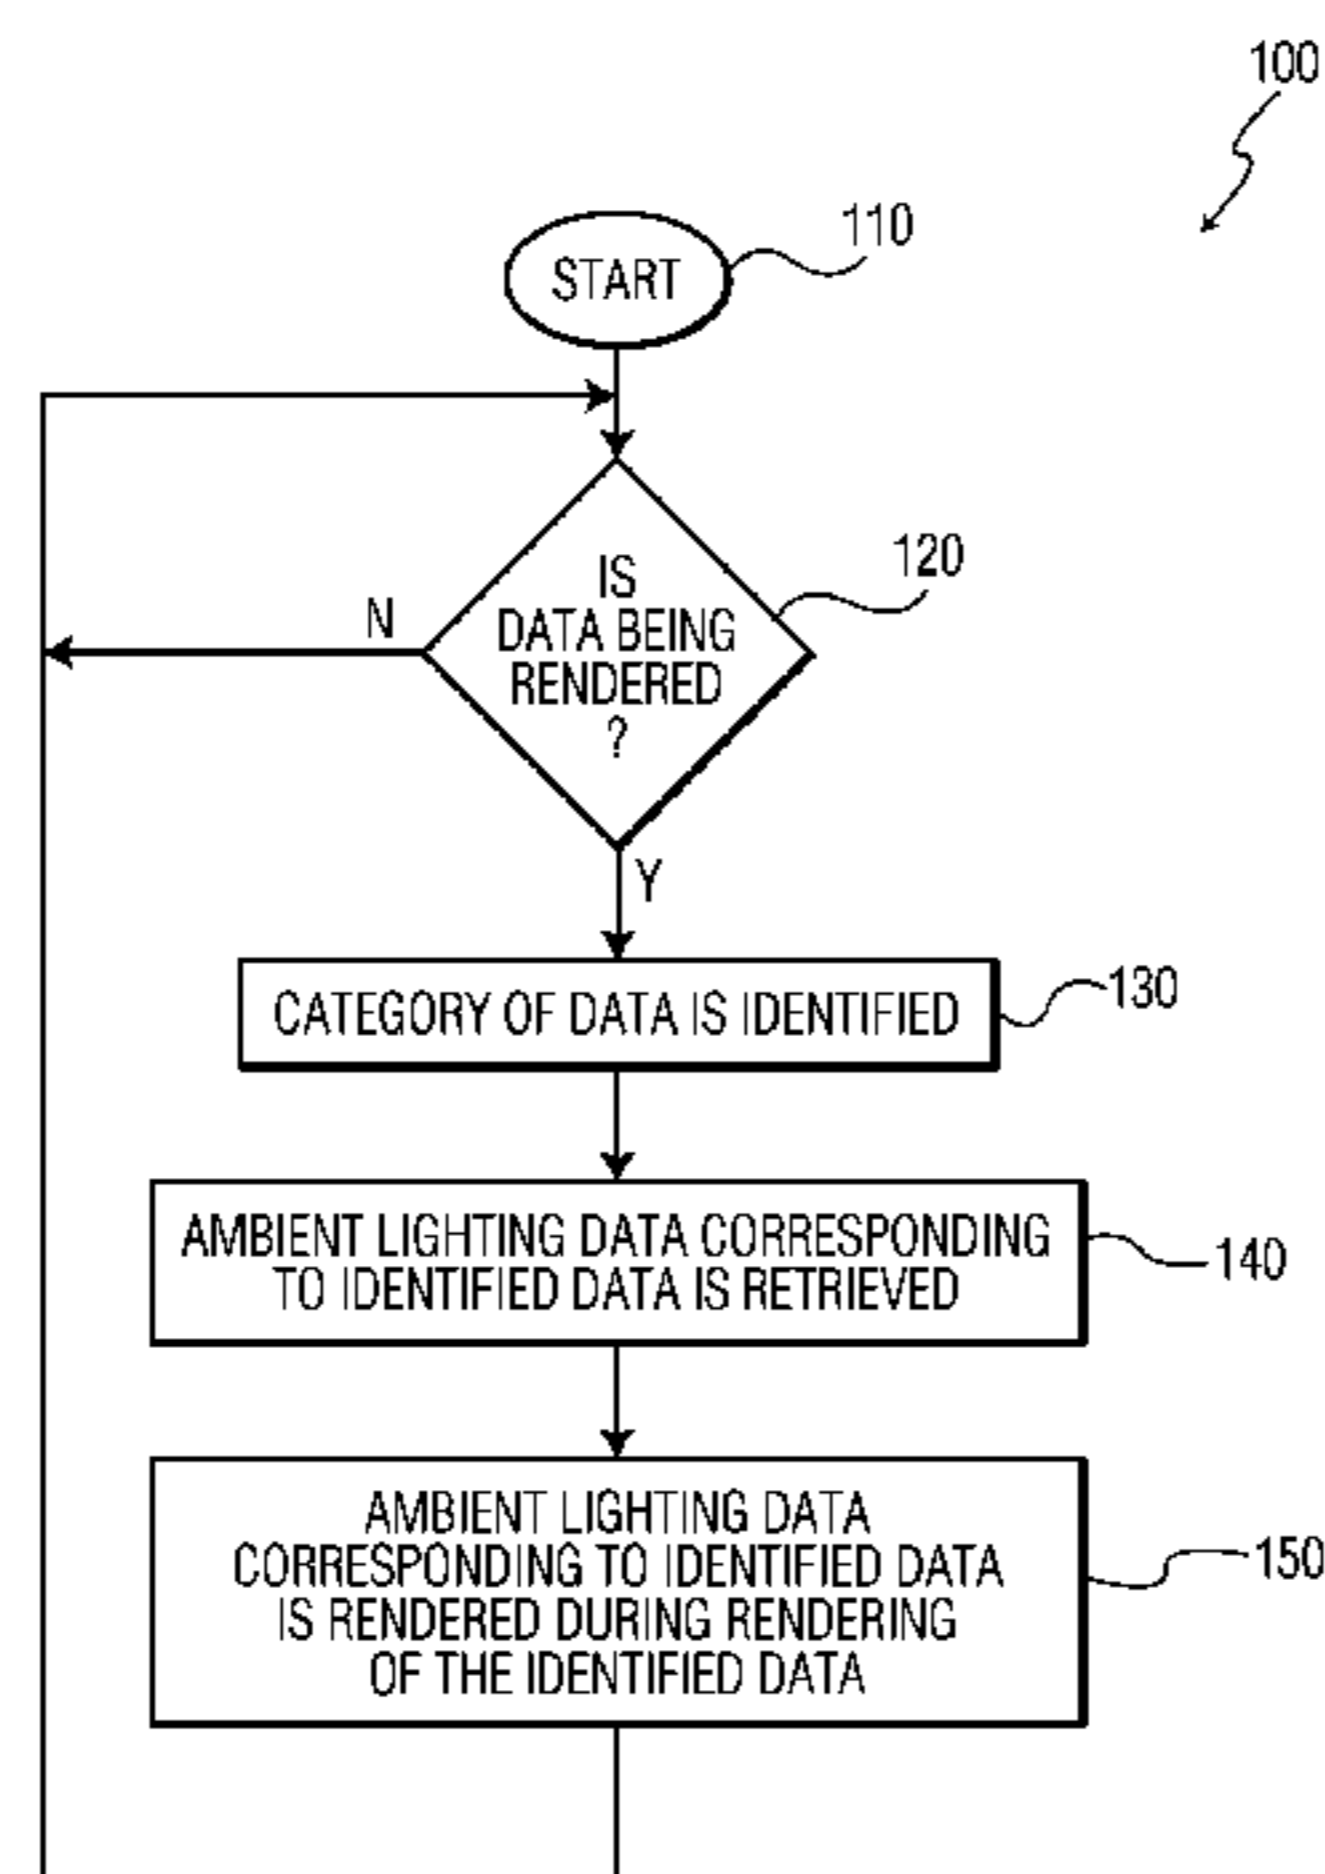 100
110
START
120
IS
DATA BEING
RENDERED
?
N
Y
CATEGORY OF DATA IS IDENTIFIED
130
AMBIENT LIGHTING DATA CORRESPONDING
TO IDENTIFIED DATA IS RETRIEVED
140
AMBIENT LIGHTING DATA
CORRESPONDING TO IDENTIFIED DATA
IS RENDERED DURING RENDERING
OF THE IDENTIFIED DATA
150